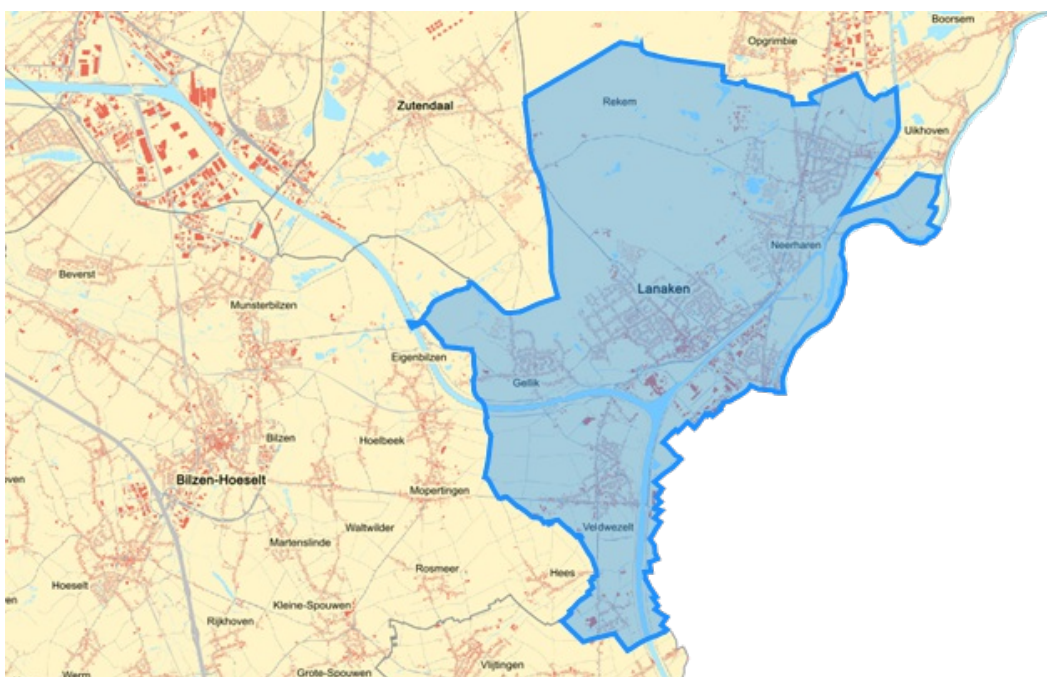 Boorsem
Opgrimbie
Zutendaal
Rekem
Uikhoven
Neerharen
Beverst
Lanaken
Munsterbilzen
Eigenbilzen
Gellik
Bilzen
Hoelbeek
Bilzen-Hoeselt
Mopertingen
Waltwilder
Veldwezelt
Martenslinde
Rosmeer
Hees
Hoeselt
Kleine-Spouwen
Rijkhoven
Vlijtingen
Grote-Spouwen
Werm